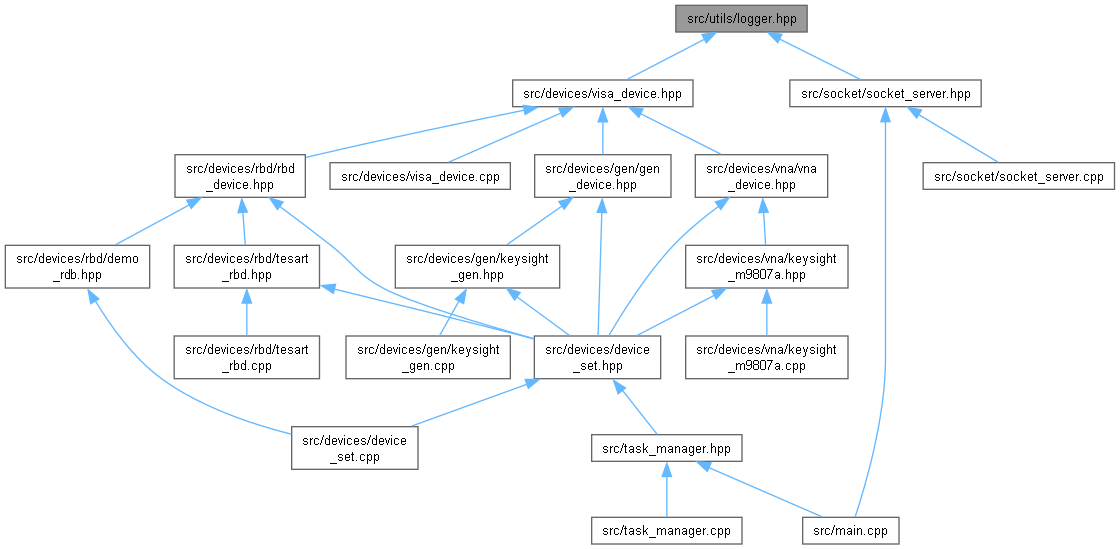 src/utils/logger.hpp
src/devices/visa_device.hpp
src/socket/socket_server.hpp
src/devices/rbd/rbd
_device.hpp
src/devices/visa_device.cpp
src/devices/gen/gen
_device.hpp
src/devices/vna/vna
_device.hpp
src/socket/socket_server.cpp
src/devices/rbd/demo
_rdb.hpp
src/devices/rbd/tesart
_rbd.hpp
src/devices/gen/keysight
_gen.hpp
src/devices/vna/keysight
_m9807a.hpp
src/devices/rbd/tesart
_rbd.cpp
src/devices/gen/keysight
_gen.cpp
src/devices/device
_set.hpp
src/devices/vna/keysight
_m9807a.cpp
src/devices/device
_set.cpp
src/task_manager.hpp
src/task_manager.cpp
src/main.cpp